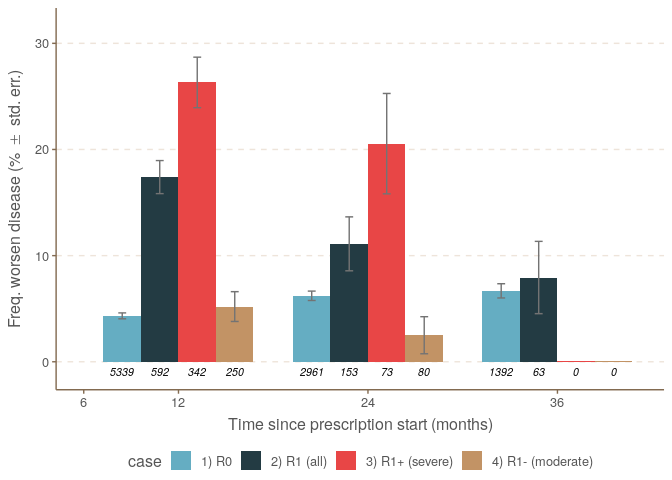 30
20
10
0
Freq. worsen disease (% ± std. err.)
5339 592 342 250 2961 153 73 80 1392 63 0 0
6 12 24 36
Time since prescription start (months)
case 1) R0 2) R1 (all) 3) R1+ (severe) 4) R1- (moderate)